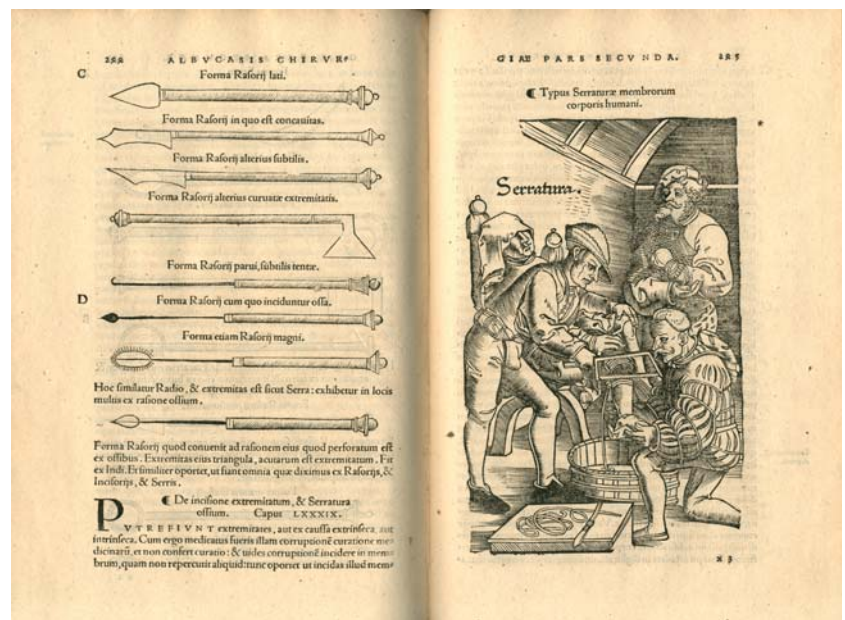 ALBVCASIS CHIRVR⸗
C
Forma Rasorij lati.
Forma Rasorij in quo est concauitas.
Forma Rasorij alterius subtilis.
Forma Rasorij alterius curuatæ extremitatis.
Forma Rasorij parui, subtilis tentæ.
D
Forma Rasorij cum quo inciduntur ossa.
Forma etiam Rasorij magni.
Hoc similatur Radio, & extremitas est sicut Serra: exhibetur in locis
multis ex rasione ossium.
Forma Rasorij quod conuenit ad rasionem eius quod perforatum est
ex ossibus. Extremitas eius triangula, acutarum est extremitatum. Fit
ex Indi. Et similiter oportet, ut fiant omnia quæ diximus ex Rasorijs, &
Incisorijs, & Serris.
¶ De incisione extremitatum, & Serratura
ossium. Caput LXXXIX.
PVTREFIVNT extremitates, aut ex caussa extrinseca, aut
intrinseca. Cum ergo medicatus fueris illam corruptionē curatione me⸗
dicinarū, et non confert curatio: & uides corruptionē incidere in mem⸗
brum, quam non repercutit aliquid: tunc oportet ut incidas illud mem⸗
GIAE PARS SECVNDA.
¶ Typus Serraturæ membrorum
corporis humani.
Serratura.